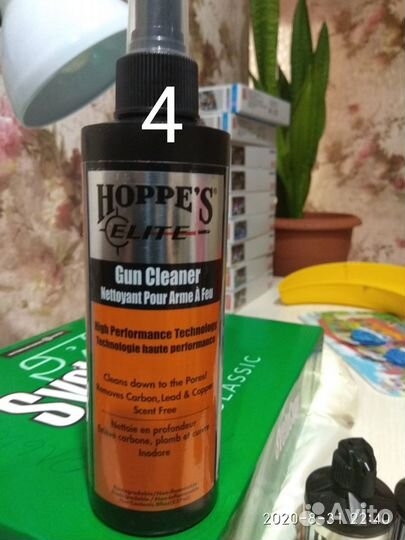 4
HOPPE'S
ELITE
Gun Cleaner
Nettoyant Pour Arme À Feu
High Performance Technology
Technologie haute performance
Cleans down to the Pores!
Removes Carbon, Lead & Copper
Scent Free
Nettoie en profondeur
Enlève carbone, plomb et cuivre
Inodore
CLASSIC
Avito
2020-8-31 22:40